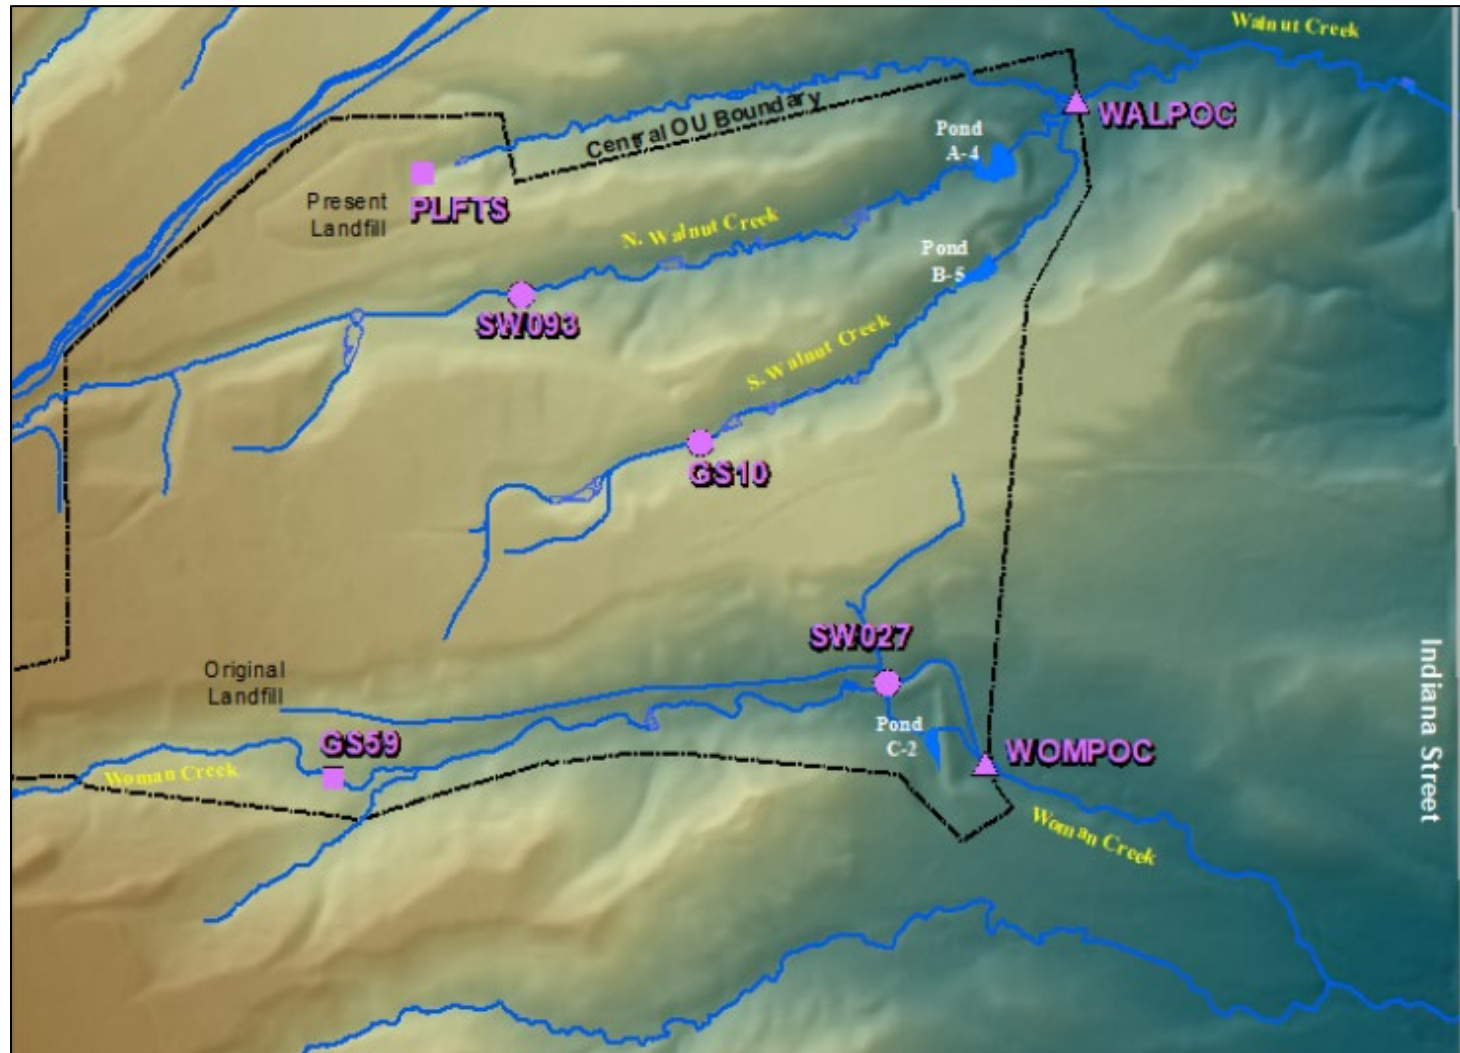 Walnut Creek
WALPOC
Central OU Boundary
Pond
A-4
Present
Landfill
PLFTS
N. Walnut Creek
Pond
B-5
SW093
S. Walnut Creek
GS10
SW027
Original
Landfill
Pond
C-2
GS59
WOMPOC
Woman Creek
Woman Creek
Indiana Street